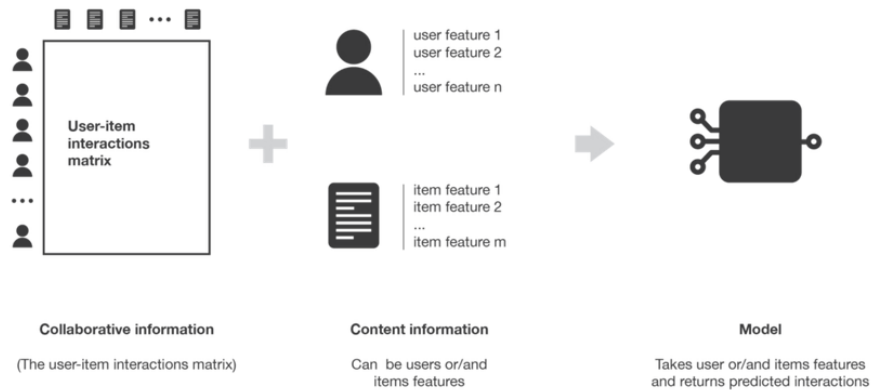 User-item
interactions
matrix
user feature 1
user feature 2
...
user feature n
item feature 1
item feature 2
...
item feature m
Collaborative information
(The user-item interactions matrix)
Content information
Can be users or/and
items features
Model
Takes user or/and items features
and returns predicted interactions